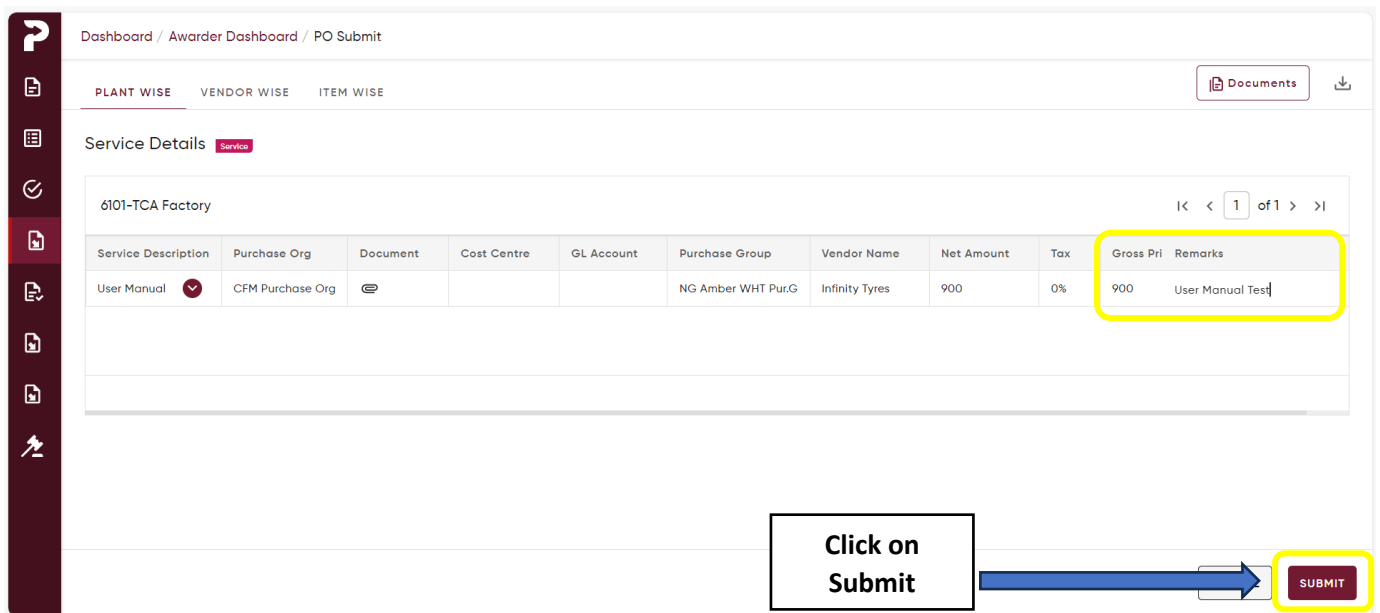 Dashboard / Awarder Dashboard / PO Submit
PLANT WISE VENDOR WISE ITEM WISE Documents
Service Details Service
6101-TCA Factory 1 of 1
Service Description Purchase Org Document Cost Centre GL Account Purchase Group Vendor Name Net Amount Tax Gross Pri Remarks
User Manual CFM Purchase Org NG Amber WHT Pur.G Infinity Tyres 900 0% 900 User Manual Test
Click on
Submit
SUBMIT